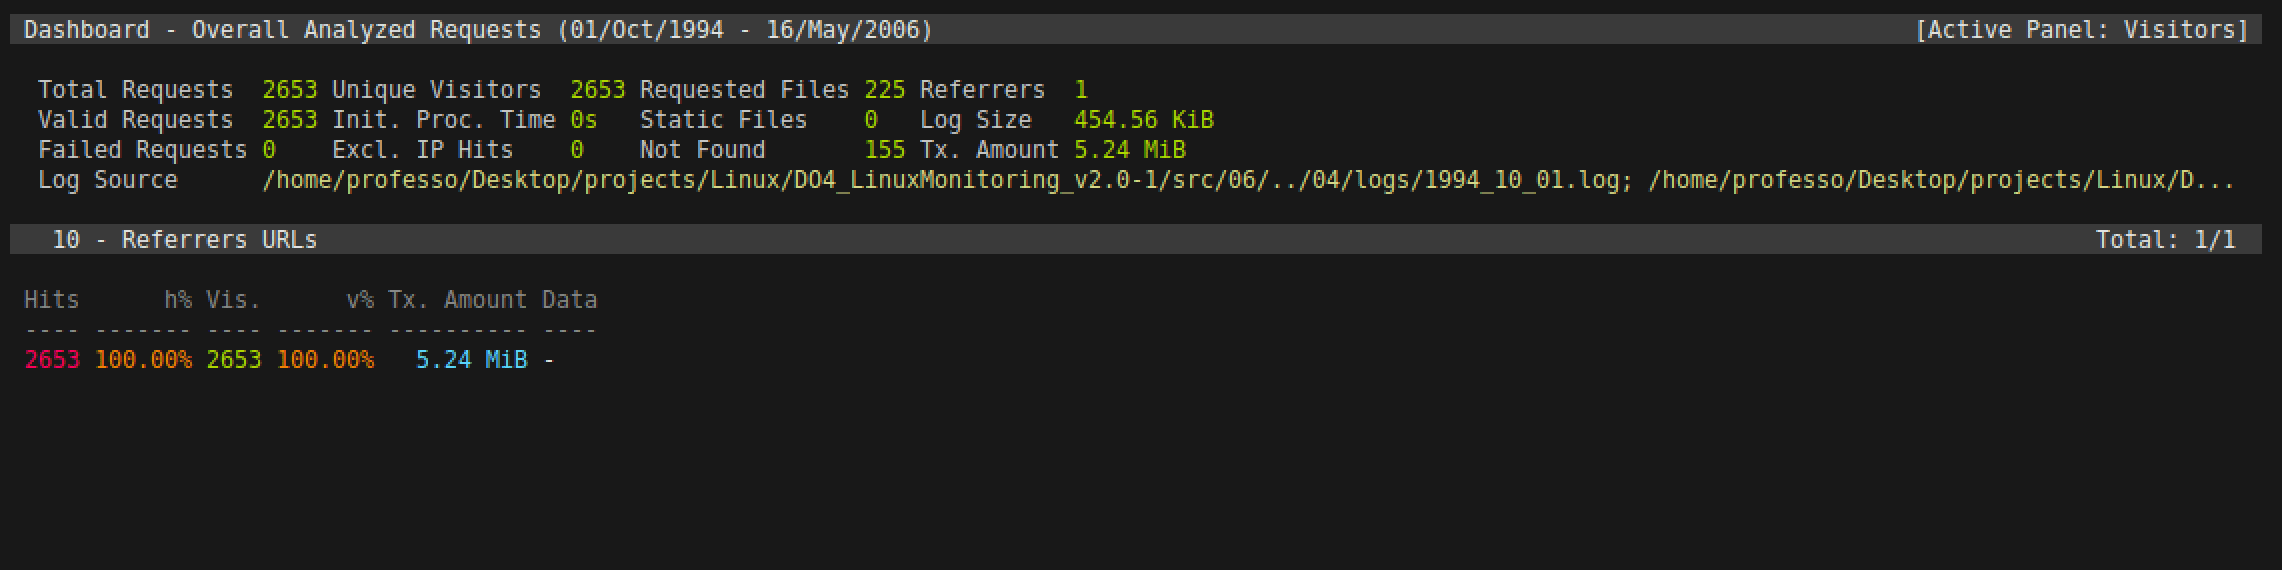 Dashboard - Overall Analyzed Requests (01/Oct/1994 - 16/May/2006) [Active Panel: Visitors]
Total Requests 2653 Unique Visitors 2653 Requested Files 225 Referrers 1
Valid Requests 2653 Init. Proc. Time 0s Static Files 0 Log Size 454.56 KiB
Failed Requests 0 Excl. IP Hits 0 Not Found 155 Tx. Amount 5.24 MiB
Log Source /home/professo/Desktop/projects/Linux/DO4_LinuxMonitoring_v2.0-1/src/06/../04/logs/1994_10_01.log; /home/professo/Desktop/projects/Linux/D...
10 - Referrers URLs Total: 1/1
Hits h% Vis. v% Tx. Amount Data
---- ------- ---- ------- ---------- ----
2653 100.00% 2653 100.00% 5.24 MiB -